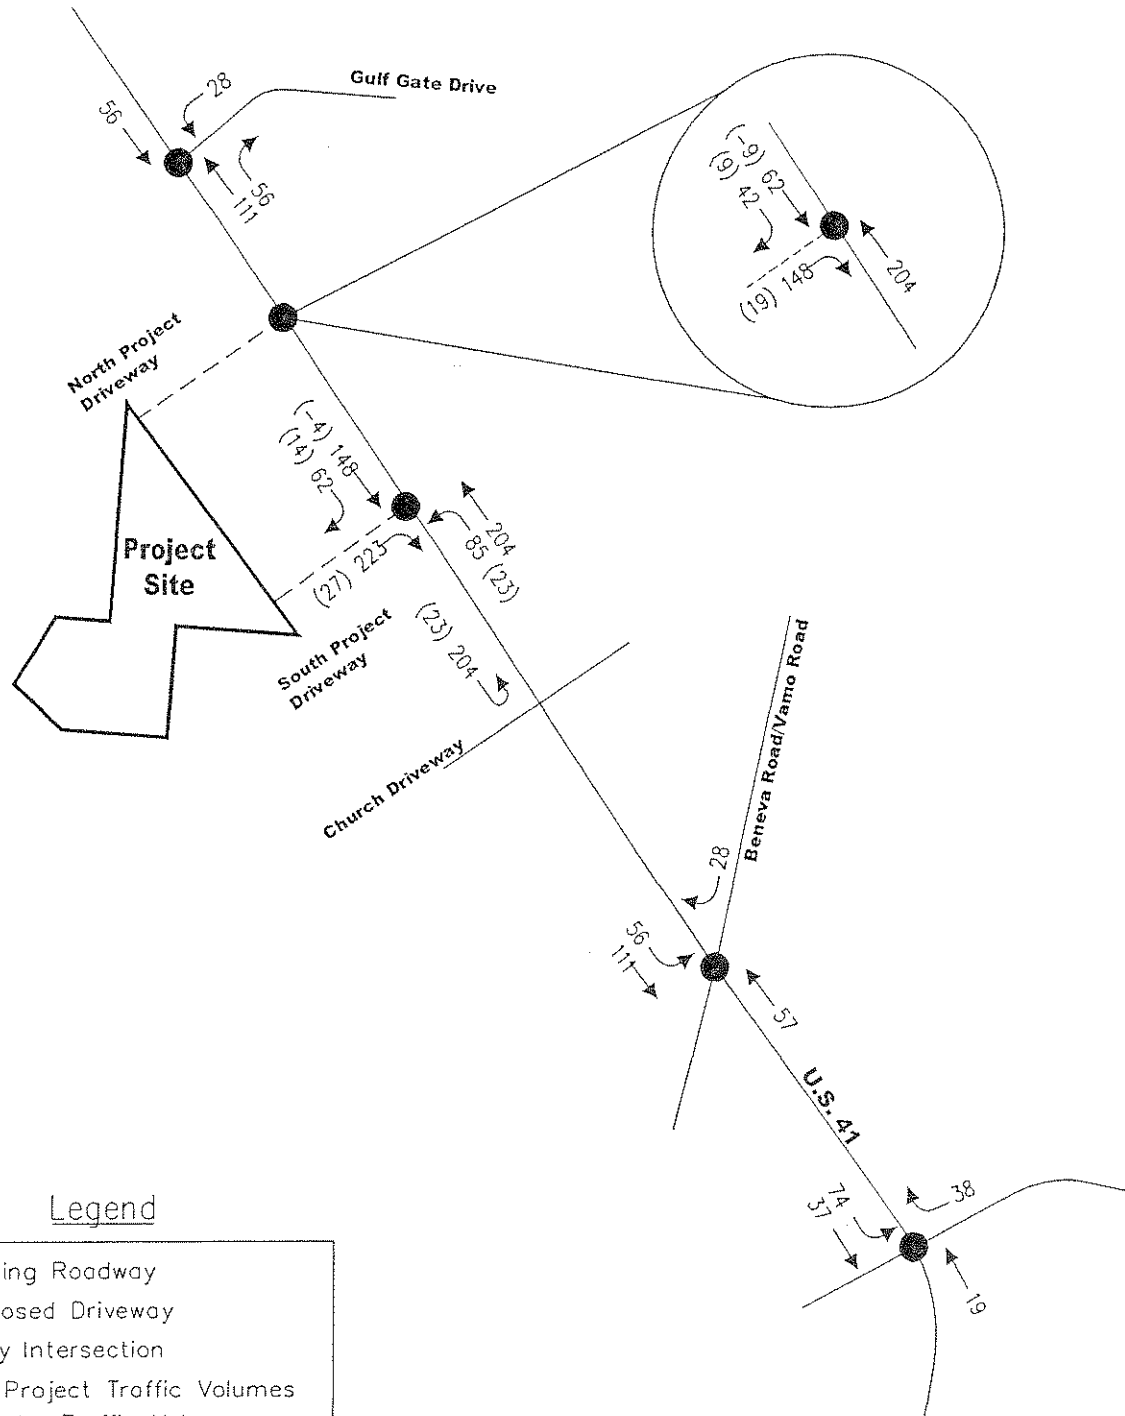 Gulf Gate Drive
28
56
56
111
(-9) 62
(9) 42
(19) 148
204
North Project
Driveway
(-4) 148
(14) 62
204
85 (23)
(27) 223
Project
Site
South Project
Driveway
(23) 204
Church Driveway
Beneva Road/Vamo Road
28
56
111
57
U.S. 41
74
37
38
19
Legend
ing Roadway
osed Driveway
y Intersection
Project Traffic Volumes